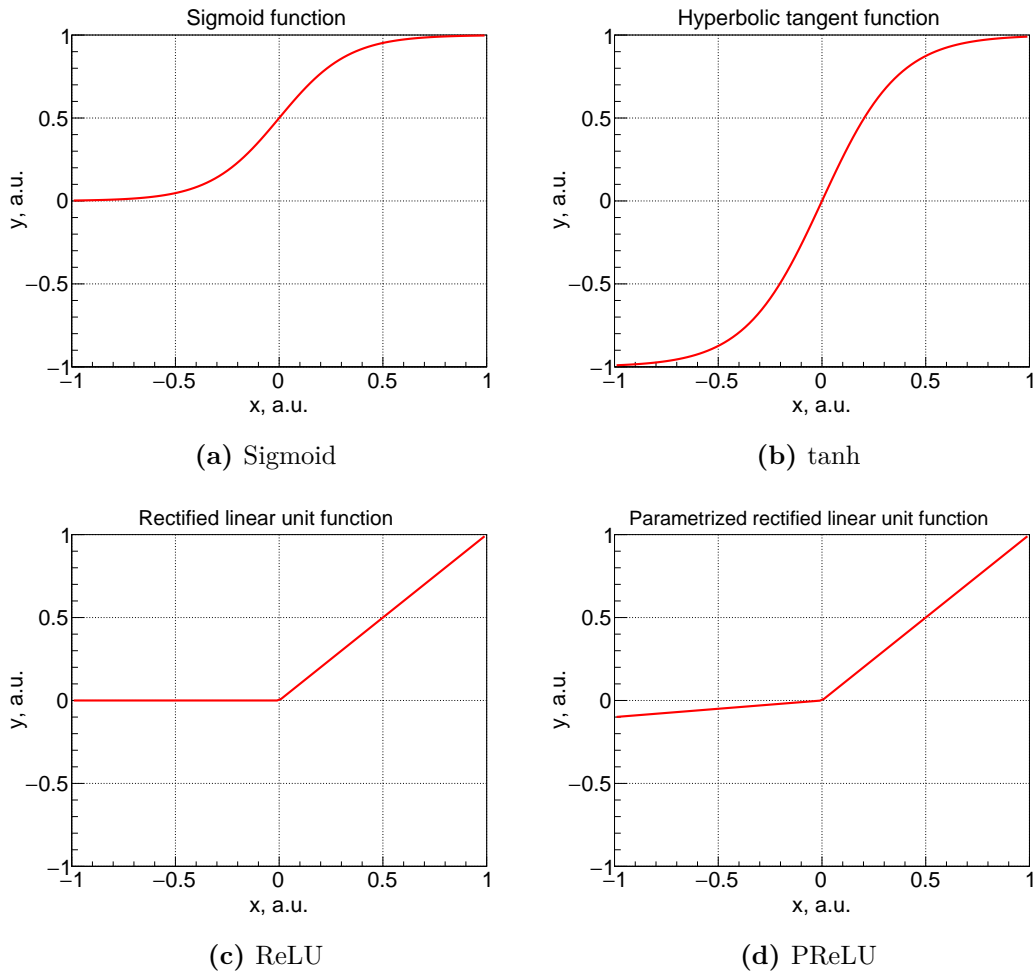 Sigmoid function
1
0.5
0
−0.5
−1
y, a.u.
−1 −0.5 0 0.5 1
x, a.u.
(a) Sigmoid
Hyperbolic tangent function
1
0.5
0
−0.5
−1
y, a.u.
−1 −0.5 0 0.5 1
x, a.u.
(b) tanh
Rectified linear unit function
1
0.5
0
−0.5
−1
y, a.u.
−1 −0.5 0 0.5 1
x, a.u.
(c) ReLU
Parametrized rectified linear unit function
1
0.5
0
−0.5
−1
y, a.u.
−1 −0.5 0 0.5 1
x, a.u.
(d) PReLU